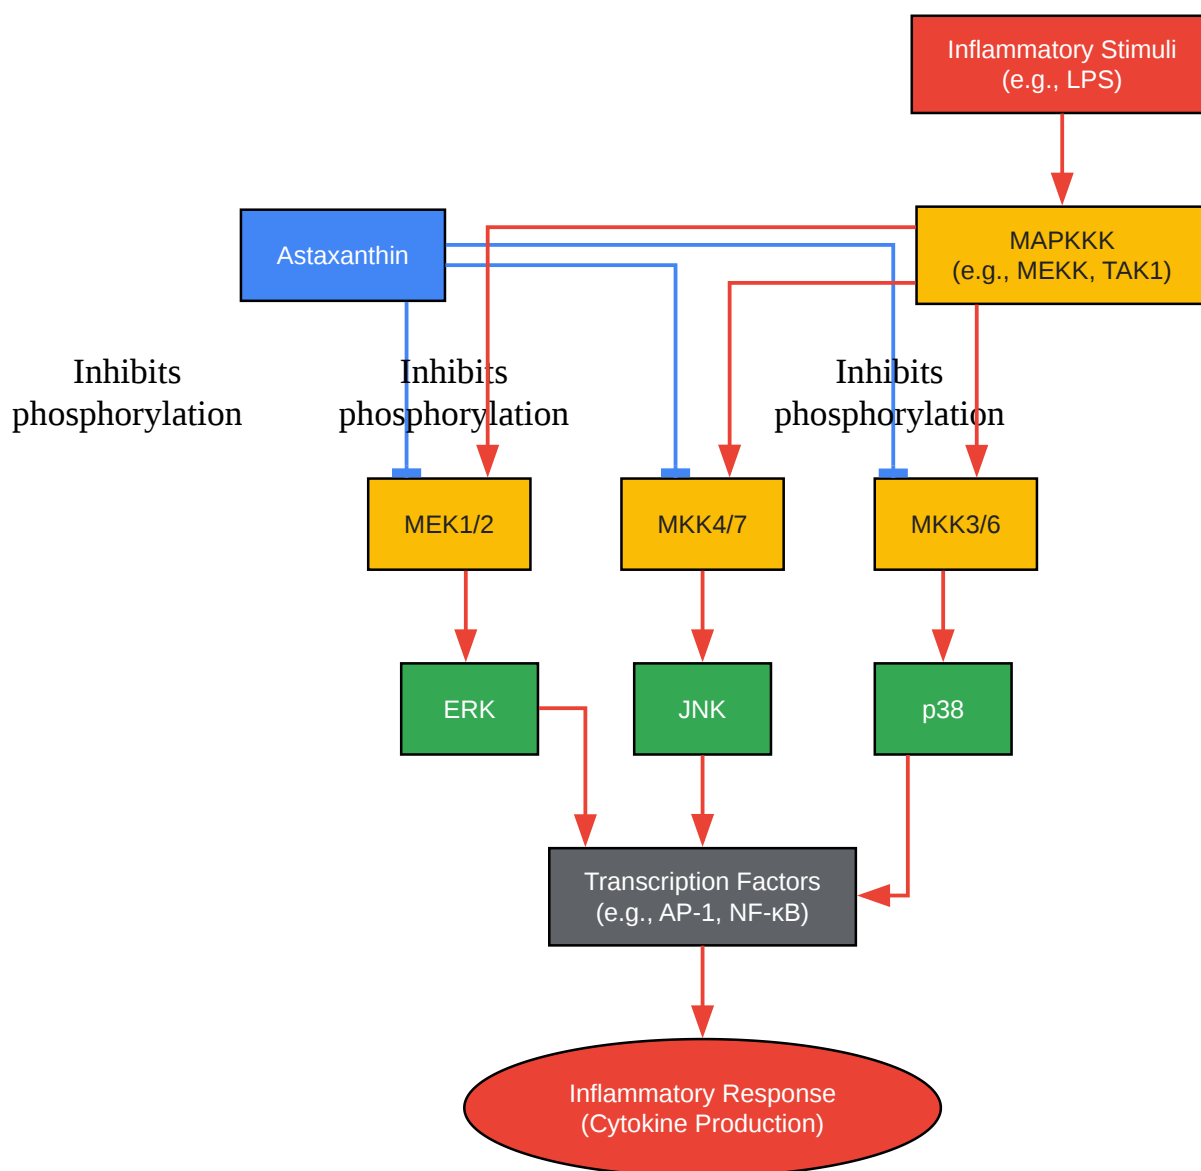 Inflammatory Stimuli
(e.g., LPS)
Astaxanthin
MAPKKK
(e.g., MEKK, TAK1)
Inhibits
phosphorylation
Inhibits
phosphorylation
Inhibits
phosphorylation
MEK1/2
MKK4/7
MKK3/6
ERK
JNK
p38
Transcription Factors
(e.g., AP-1, NF-κB)
Inflammatory Response
(Cytokine Production)